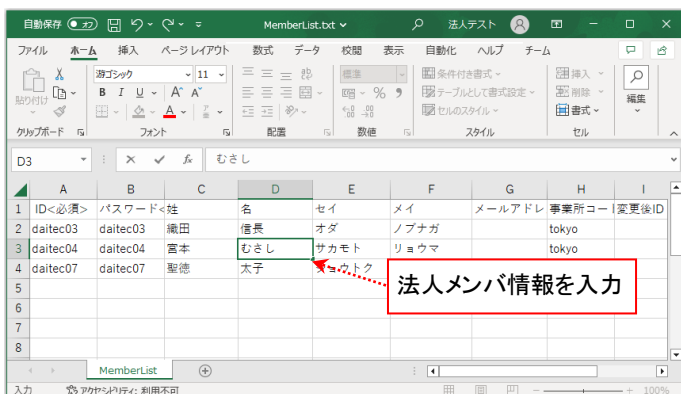 自動保存 オフ MemberList.txt 法人テスト
ファイル ホーム 挿入 ページ レイアウト 数式 データ 校閲 表示 自動化 ヘルプ チーム
貼り付け 游ゴシック 11 標準 条件付き書式 テーブルとして書式設定 セルのスタイル 挿入 削除 書式 編集
B I U A A A % 9
クリップボード フォント 配置 数値 スタイル セル
D3 fx むさし
A B C D E F G H I
1 ID<必須> パスワード< 姓 名 セイ メイ メールアドレ 事業所コー 変更後ID
2 daitec03 daitec03 織田 信長 オダ ノブナガ tokyo
3 daitec04 daitec04 宮本 むさし サカモト リョウマ tokyo
4 daitec07 daitec07 聖徳 太子 ショウトク
5
6
7
8
法人メンバ情報を入力
MemberList
入力 アクセシビリティ: 利用不可 100%